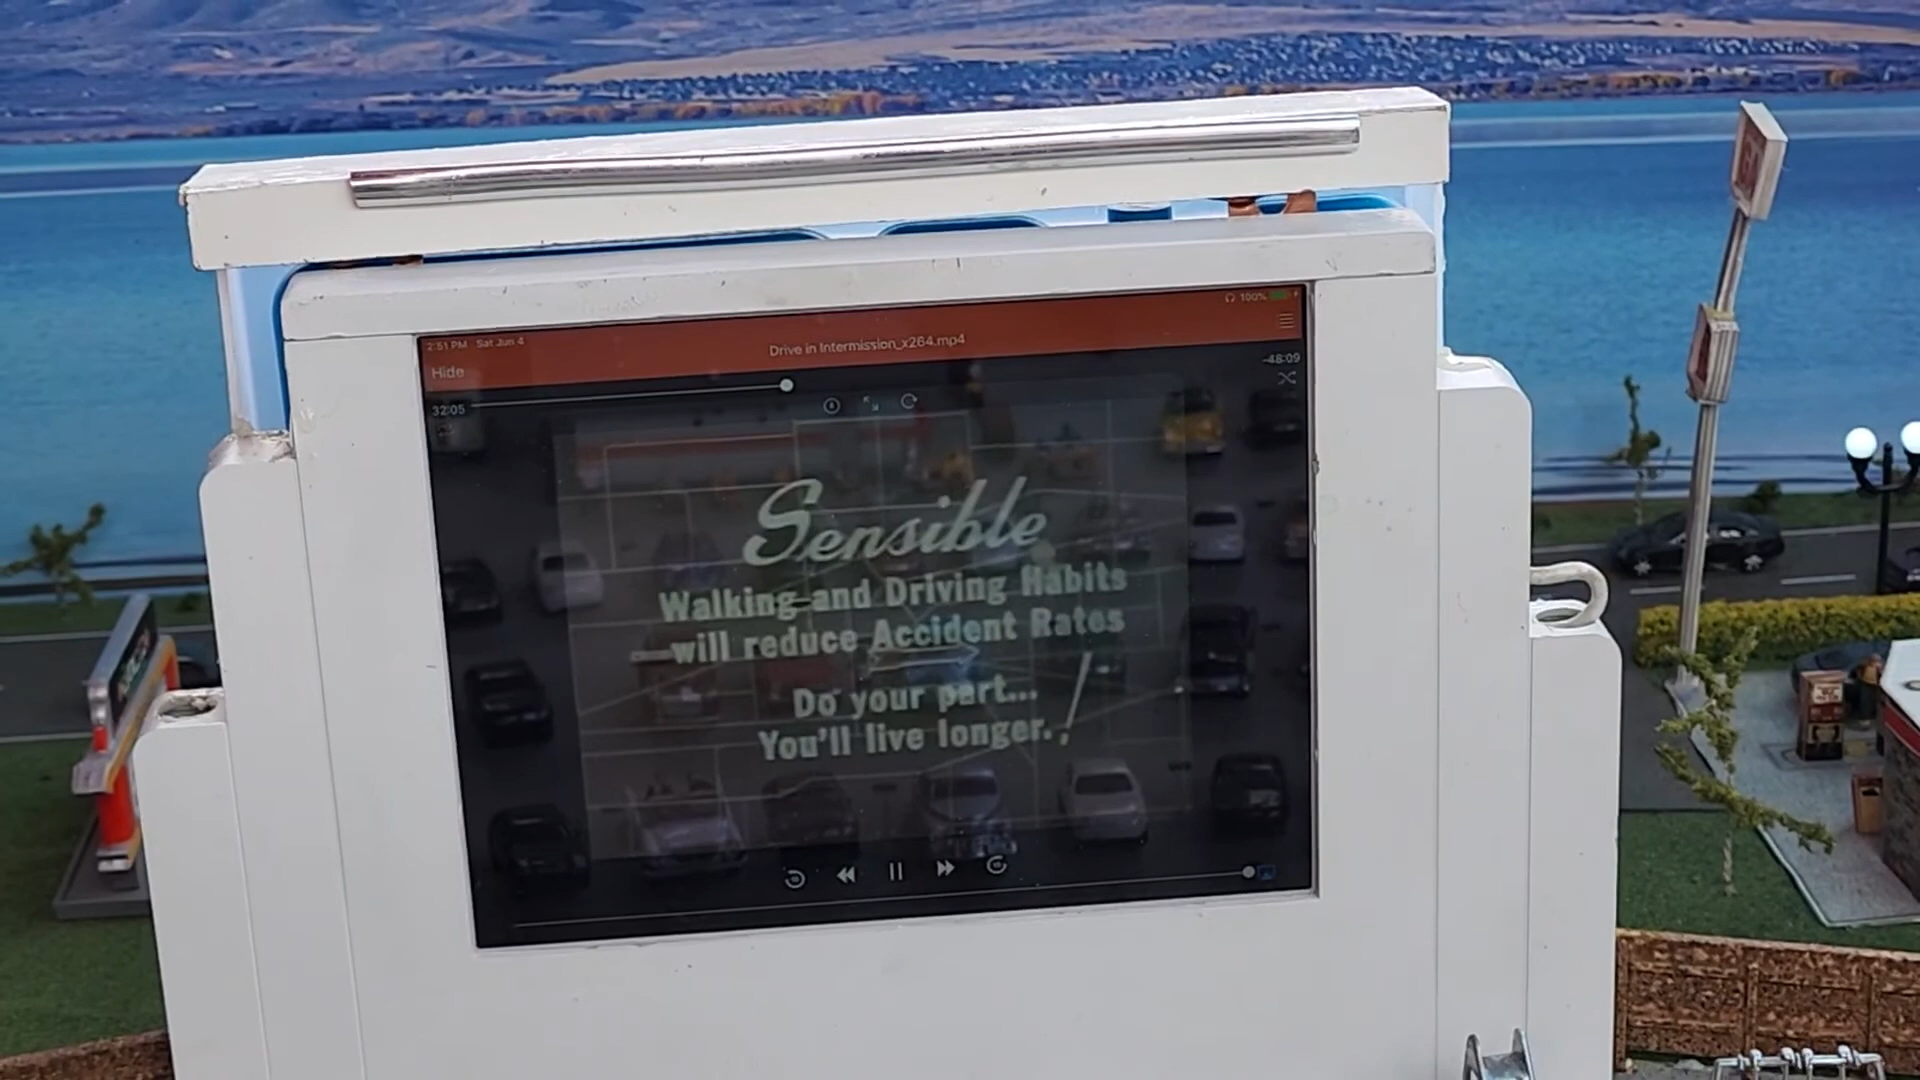 2:51 PM Sat Jun 4
100%
Drive in Intermission_x264.mp4
Hide
32:05
-48:09
Sensible
Walking and Driving Habits
will reduce Accident Rates
Do your part...
You'll live longer.